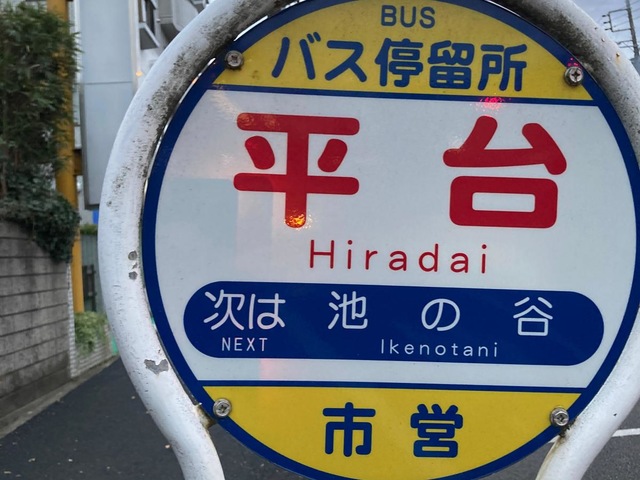 BUS
バス停留所
平台
Hiradai
次は 池の谷
NEXT Ikenotani
市営